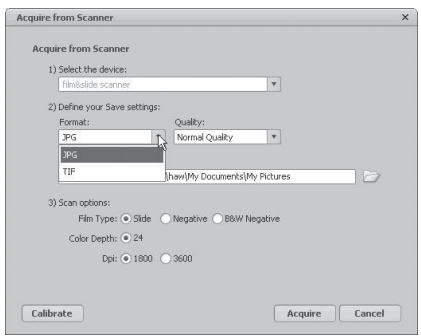 Acquire from Scanner
Acquire from Scanner
1) Select the device:
film&slide scanner
2) Define your Save settings:
Format: Quality:
JPG Normal Quality
JPG
TIF
\haw\My Documents\My Pictures
3) Scan options:
Film Type: Slide Negative B&W Negative
Color Depth: 24
Dpi: 1800 3600
Calibrate Acquire Cancel